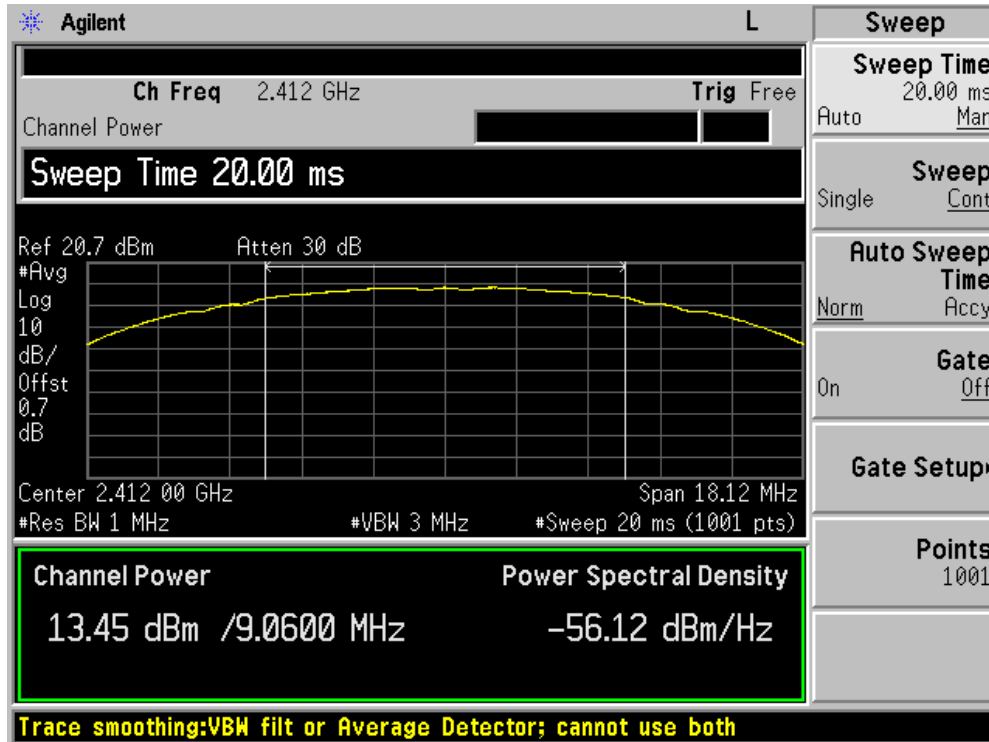 Agilent L
Ch Freq 2.412 GHz Trig Free
Channel Power
Sweep Time 20.00 ms
Ref 20.7 dBm Atten 30 dB
#Avg
Log
10
dB/
Offst
0.7
dB
Center 2.412 00 GHz Span 18.12 MHz
#Res BW 1 MHz #VBW 3 MHz #Sweep 20 ms (1001 pts)
Channel Power Power Spectral Density
13.45 dBm /9.0600 MHz -56.12 dBm/Hz
Trace smoothing:VBW filt or Average Detector; cannot use both
Sweep
Sweep Time
20.00 ms
Auto Man
Sweep
Single Cont
Auto Sweep
Time
Norm Accy
Gate
On Off
Gate Setup
Points
1001